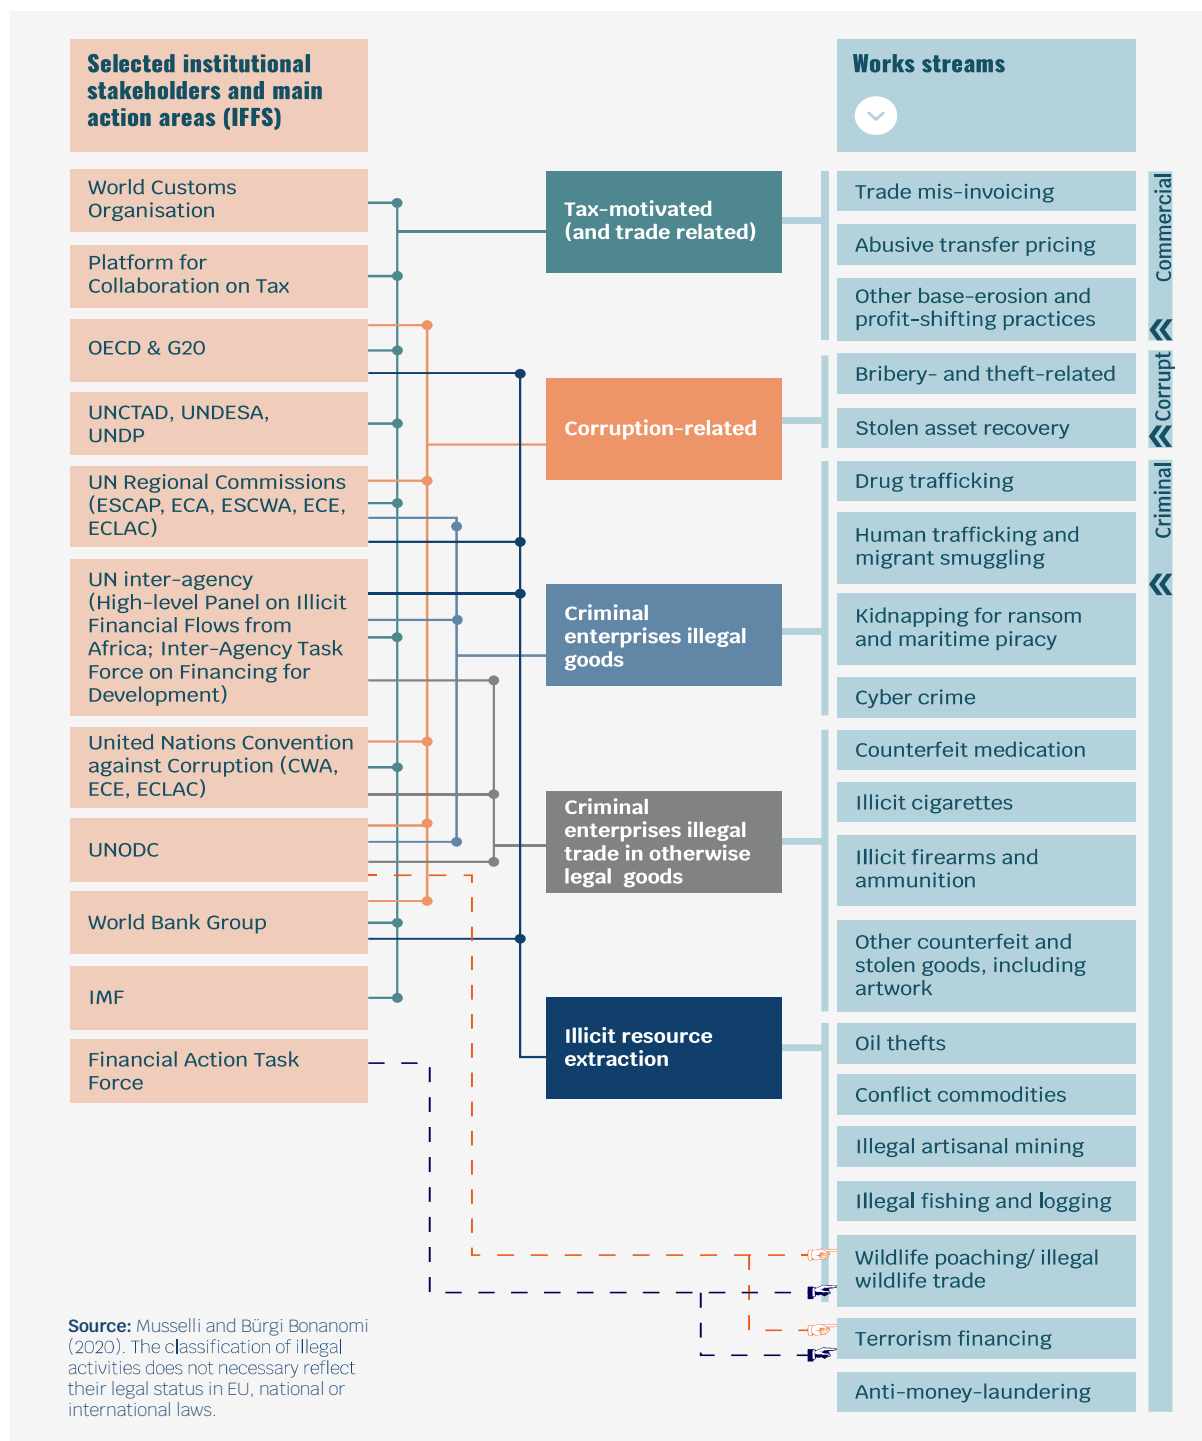 Selected institutional
stakeholders and main
action areas (IFFS)
World Customs
Organisation
Platform for
Collaboration on Tax
OECD & G20
UNCTAD, UNDESA,
UNDP
UN Regional Commissions
(ESCAP, ECA, ESCWA, ECE,
ECLAC)
UN inter-agency
(High-level Panel on Illicit
Financial Flows from
Africa; Inter-Agency Task
Force on Financing for
Development)
United Nations Convention
against Corruption (CWA,
ECE, ECLAC)
UNODC
World Bank Group
IMF
Financial Action Task
Force
Tax-motivated
(and trade related)
Corruption-related
Criminal
enterprises illegal
goods
Criminal
enterprises illegal
trade in otherwise
legal goods
Illicit resource
extraction
Works streams
Trade mis-invoicing
Abusive transfer pricing
Other base-erosion and
profit-shifting practices
Bribery- and theft-related
Stolen asset recovery
Drug trafficking
Human trafficking and
migrant smuggling
Kidnapping for ransom
and maritime piracy
Cyber crime
Counterfeit medication
Illicit cigarettes
Illicit firearms and
ammunition
Other counterfeit and
stolen goods, including
artwork
Oil thefts
Conflict commodities
Illegal artisanal mining
Illegal fishing and logging
Wildlife poaching/ illegal
wildlife trade
Terrorism financing
Anti-money-laundering
Commercial
Corrupt
Criminal
Source: Musselli and Bürgi Bonanomi
(2020). The classification of illegal
activities does not necessary reflect
their legal status in EU, national or
international laws.